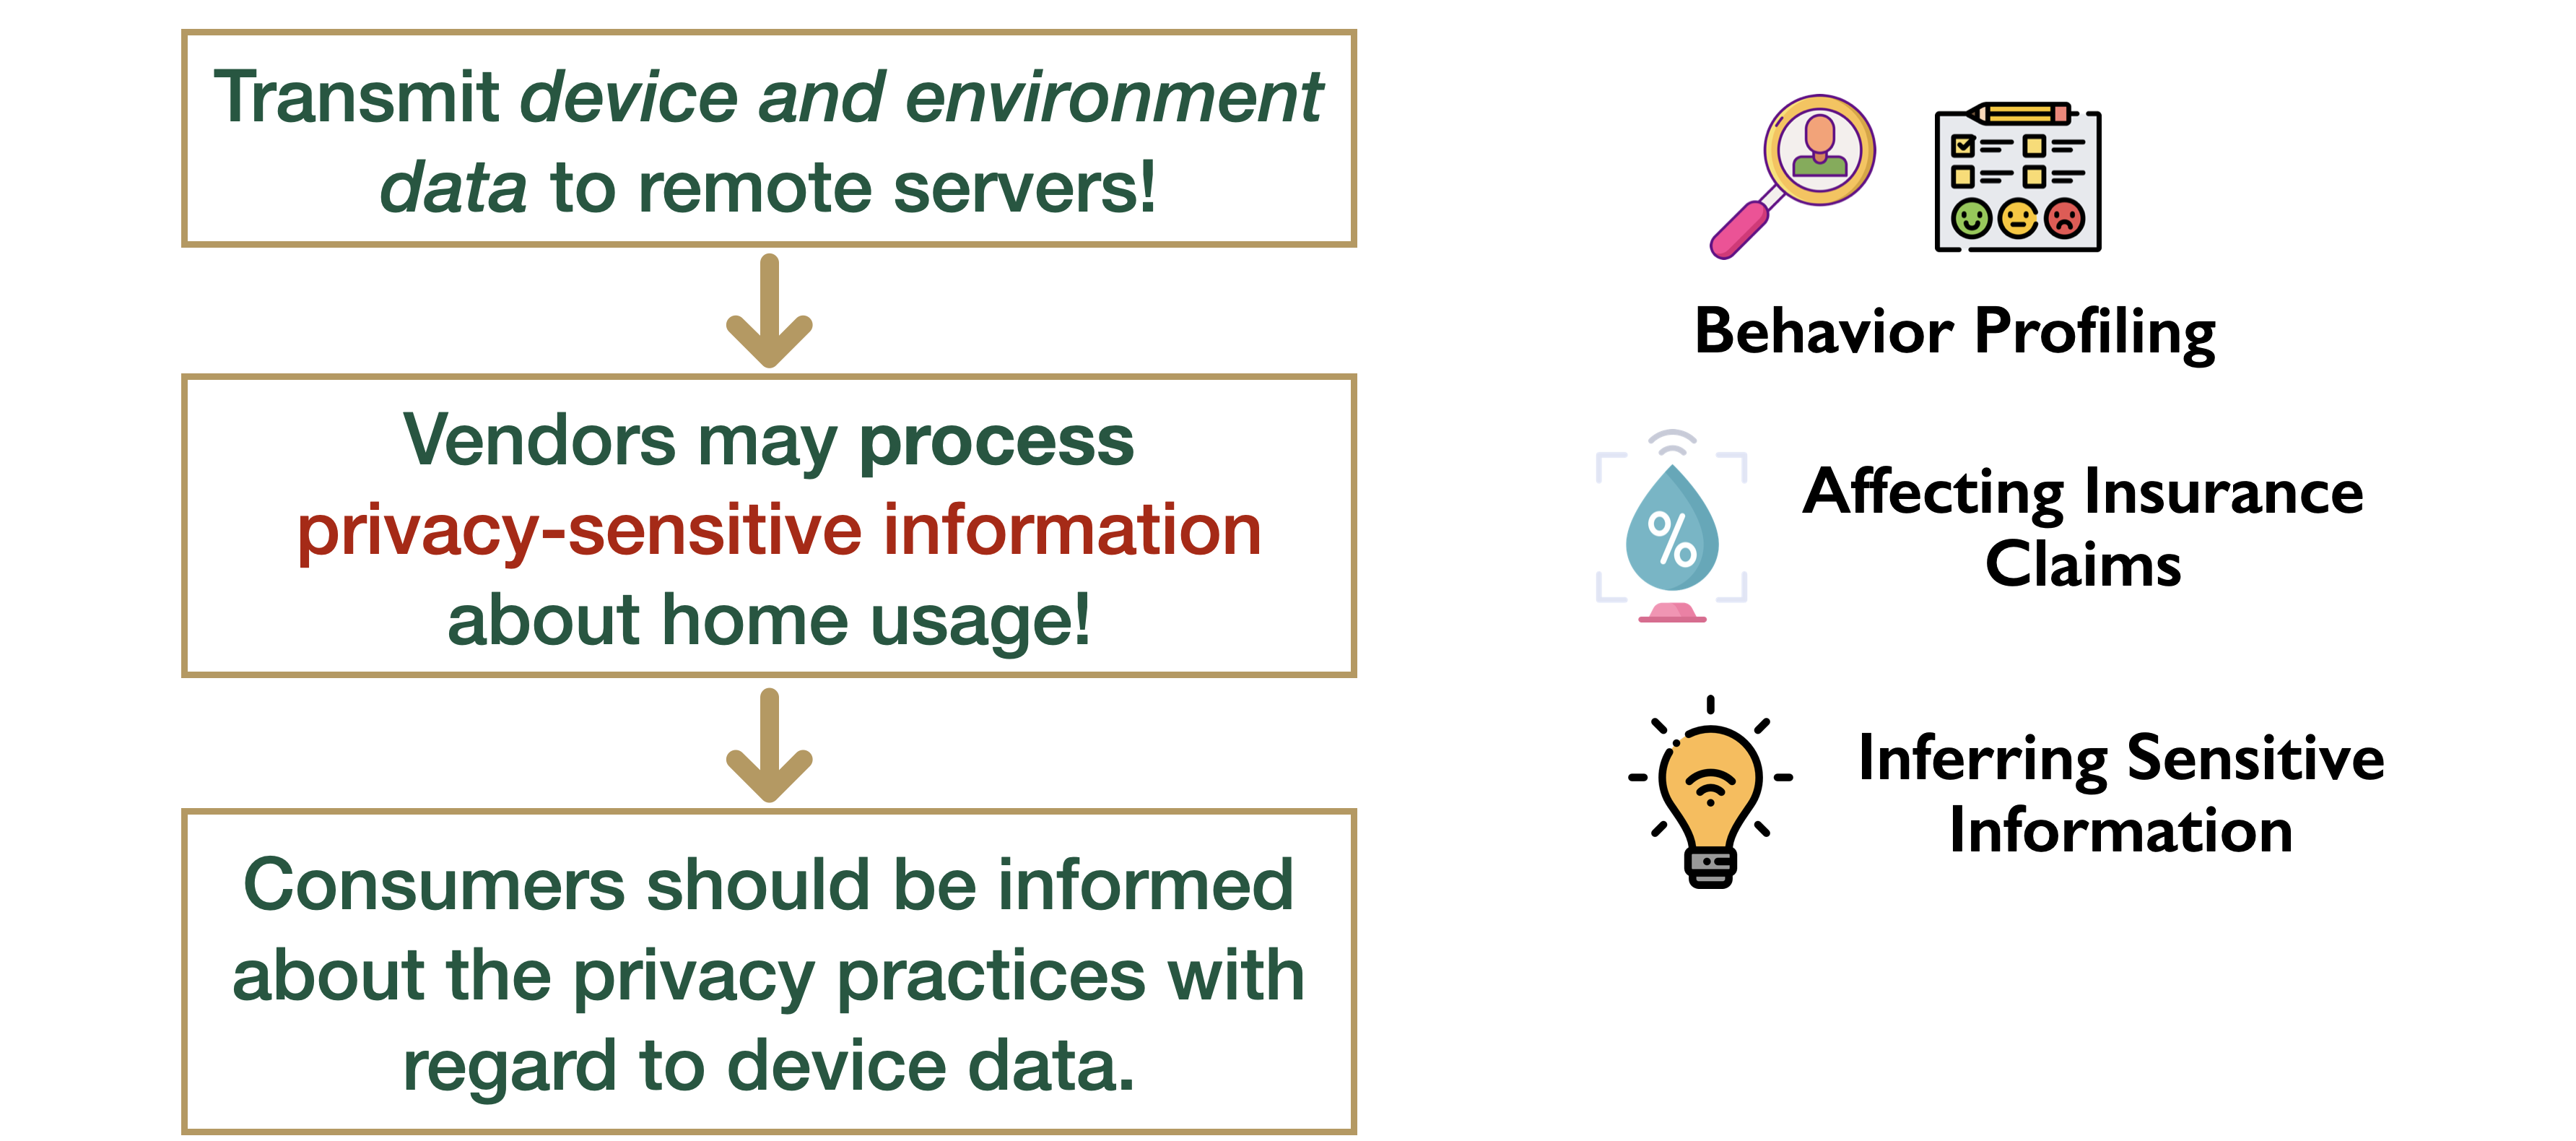 Transmit device and environment
data to remote servers!
Vendors may process
privacy-sensitive information
about home usage!
Consumers should be informed
about the privacy practices with
regard to device data.
Behavior Profiling
%
Affecting Insurance
Claims
Inferring Sensitive
Information